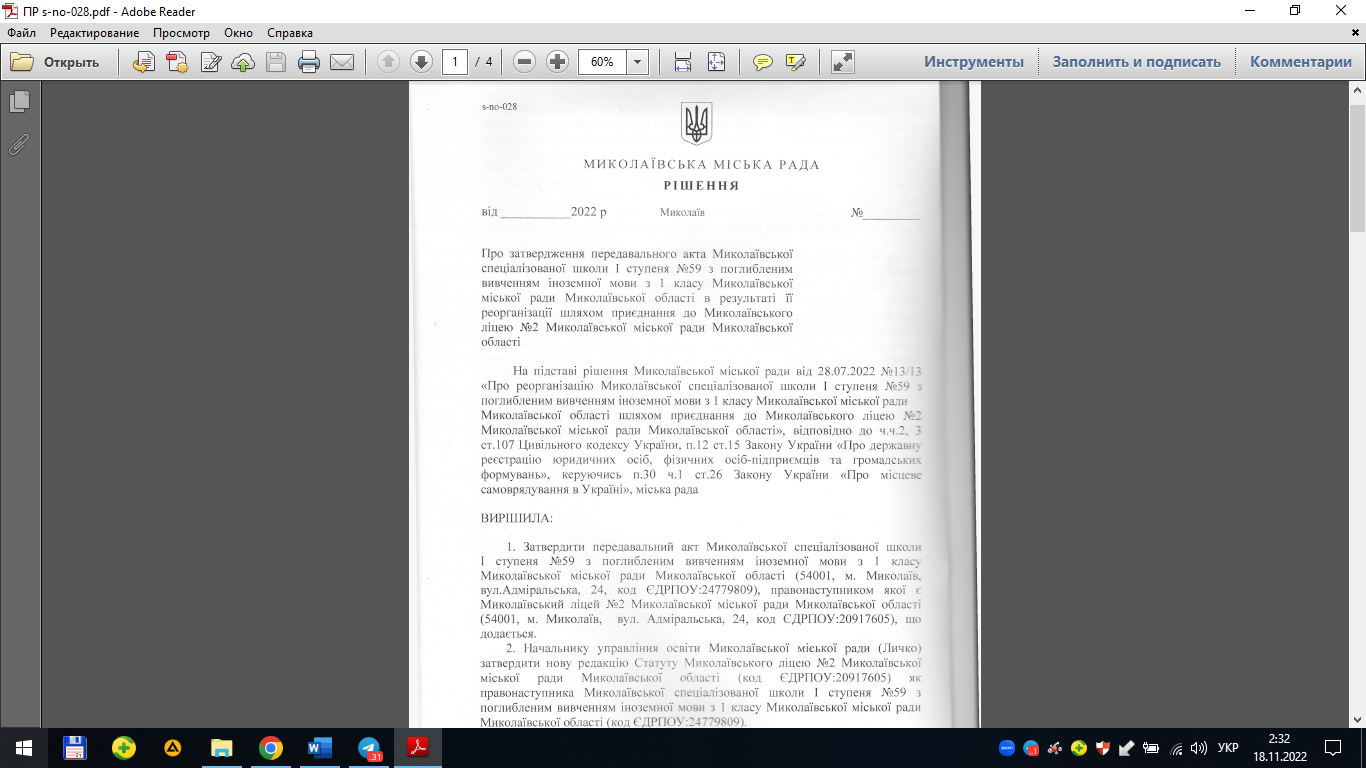 ПР s-no-028.pdf - Adobe Reader
Файл Редактирование Просмотр Окно Справка
Открыть 1 / 4 60% Инструменты Заполнить и подписать Комментарии
s-no-028
МИКОЛАЇВСЬКА МІСЬКА РАДА
РІШЕННЯ
від ____________2022 р Миколаїв №__________
Про затвердження передавального акта Миколаївської
спеціалізованої школи І ступеня №59 з поглибленим
вивченням іноземної мови з 1 класу Миколаївської
міської ради Миколаївської області в результаті її
реорганізації шляхом приєднання до Миколаївського
ліцею №2 Миколаївської міської ради Миколаївської
області
На підставі рішення Миколаївської міської ради від 28.07.2022 №13/13
«Про реорганізацію Миколаївської спеціалізованої школи І ступеня №59 з
поглибленим вивченням іноземної мови з 1 класу Миколаївської міської ради
Миколаївської області шляхом приєднання до Миколаївського ліцею №2
Миколаївської міської ради Миколаївської області», відповідно до ч.ч.2, 3
ст.107 Цивільного кодексу України, п.12 ст.15 Закону України «Про державну
реєстрацію юридичних осіб, фізичних осіб-підприємців та громадських
формувань», керуючись п.30 ч.1 ст.26 Закону України «Про місцеве
самоврядування в Україні», міська рада
ВИРІШИЛА:
1. Затвердити передавальний акт Миколаївської спеціалізованої школи
І ступеня №59 з поглибленим вивченням іноземної мови з 1 класу
Миколаївської міської ради Миколаївської області (54001, м. Миколаїв,
вул.Адміральська, 24, код ЄДРПОУ:24779809), правонаступником якої є
Миколаївський ліцей №2 Миколаївської міської ради Миколаївської області
(54001, м. Миколаїв, вул. Адміральська, 24, код ЄДРПОУ:20917605), що
додається.
2. Начальнику управління освіти Миколаївської міської ради (Личко)
затвердити нову редакцію Статуту Миколаївського ліцею №2 Миколаївської
міської ради Миколаївської області (код ЄДРПОУ:20917605) як
правонаступника Миколаївської спеціалізованої школи І ступеня №59 з
поглибленим вивченням іноземної мови з 1 класу Миколаївської міської ради
Миколаївської області (код ЄДРПОУ:24779809).
31 УКР 2:32
18.11.2022